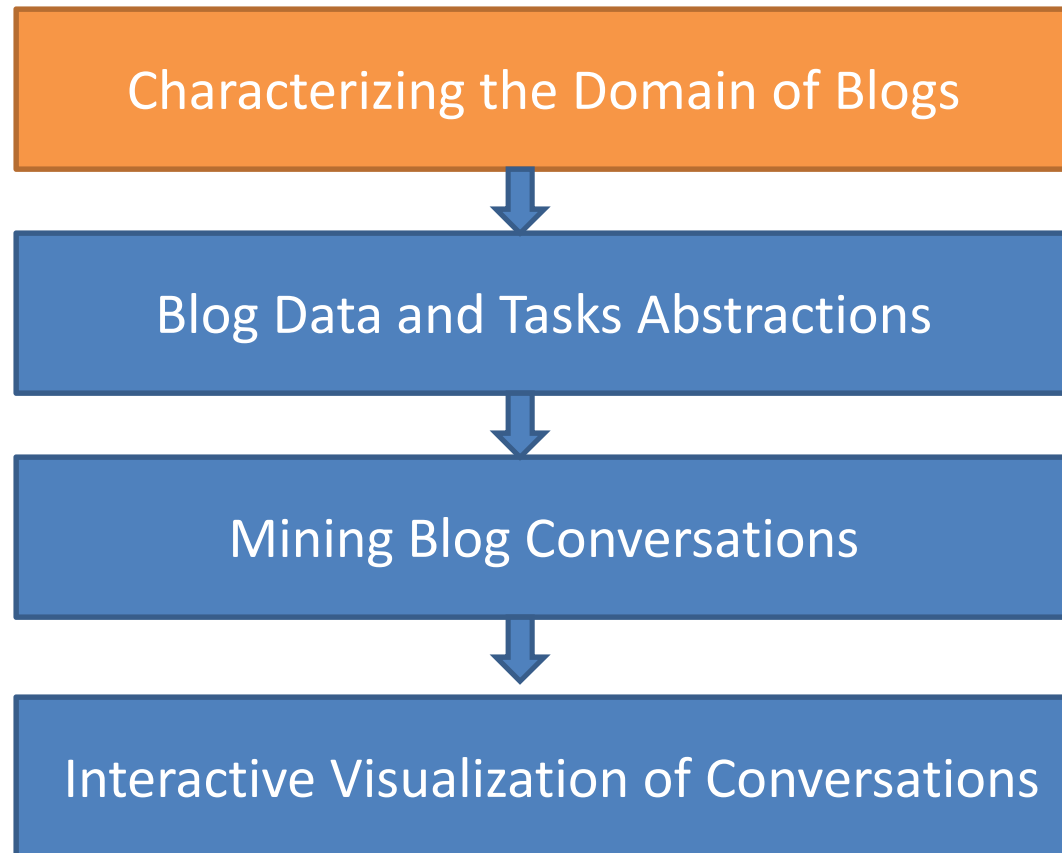 Characterizing the Domain of Blogs
Blog Data and Tasks Abstractions
Mining Blog Conversations
Interactive Visualization of Conversations